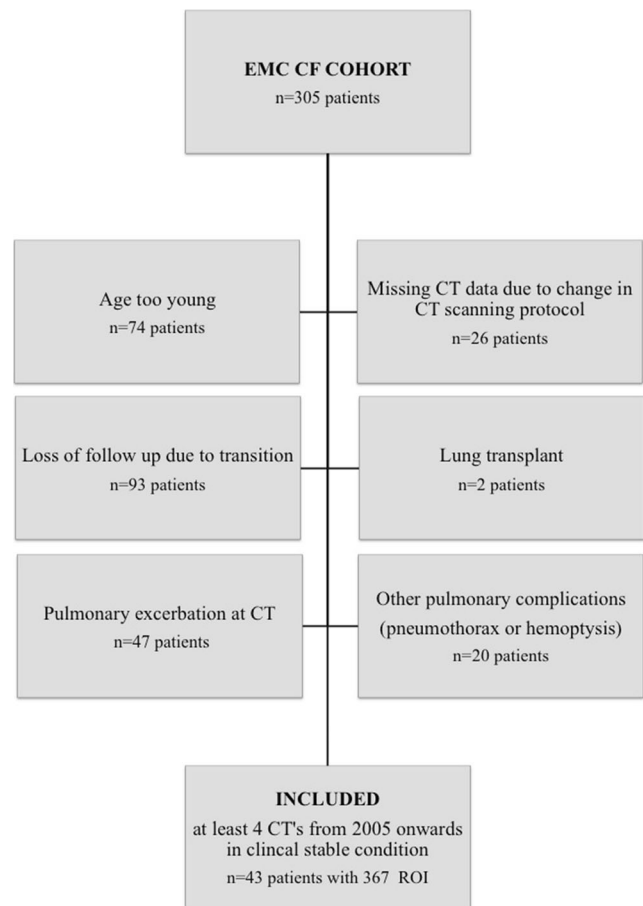 EMC CF COHORT
n=305 patients
Age too young
n=74 patients
Missing CT data due to change in
CT scanning protocol
n=26 patients
Loss of follow up due to transition
n=93 patients
Lung transplant
n=2 patients
Pulmonary excerbation at CT
n=47 patients
Other pulmonary complications
(pneumothorax or hemoptysis)
n=20 patients
INCLUDED
at least 4 CT's from 2005 onwards
in clincal stable condition
n=43 patients with 367 ROI